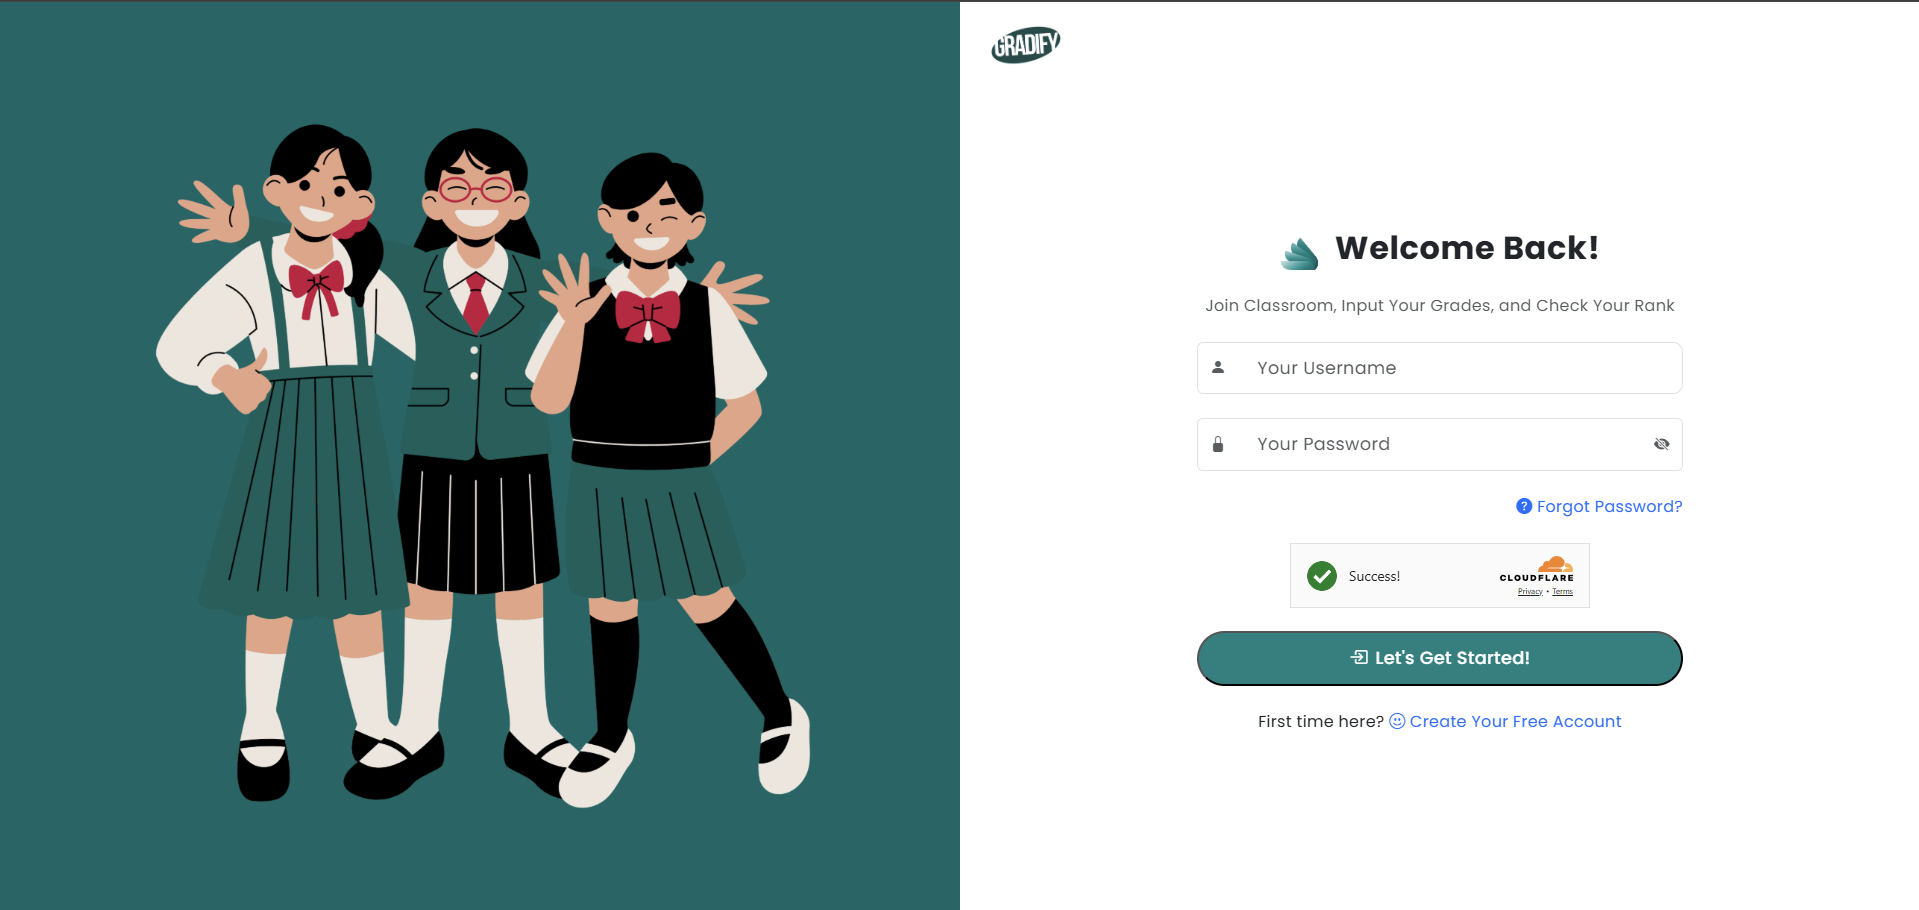 GRADIFY
Welcome Back!
Join Classroom, Input Your Grades, and Check Your Rank
Your Username
Your Password
? Forgot Password?
Success!
CLOUDFLARE
Privacy • Terms
Let's Get Started!
First time here? Create Your Free Account